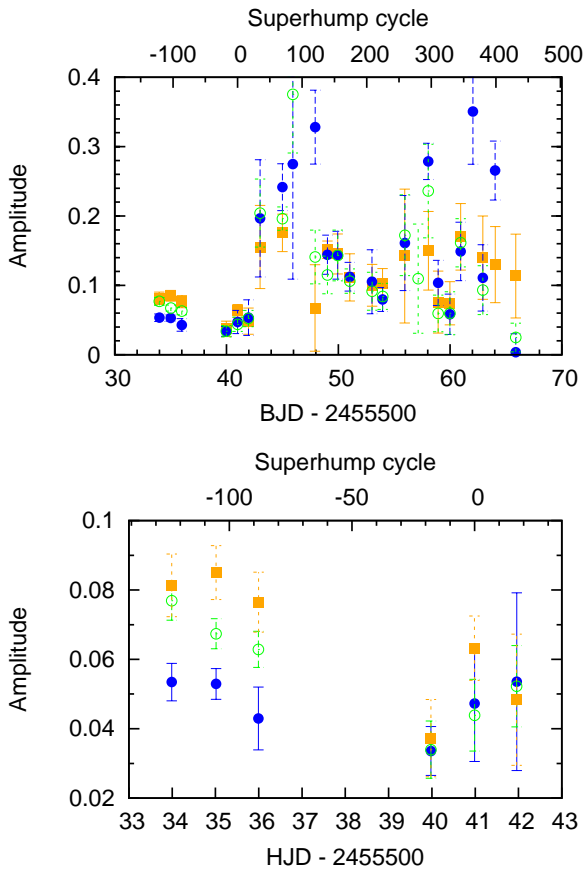 Superhump cycle
-100 0 100 200 300 400 500
0.4
0.3
0.2
0.1
0
Amplitude
30 40 50 60 70
BJD - 2455500
Superhump cycle
-100 -50 0
0.1
0.08
0.06
0.04
0.02
Amplitude
33 34 35 36 37 38 39 40 41 42 43
HJD - 2455500